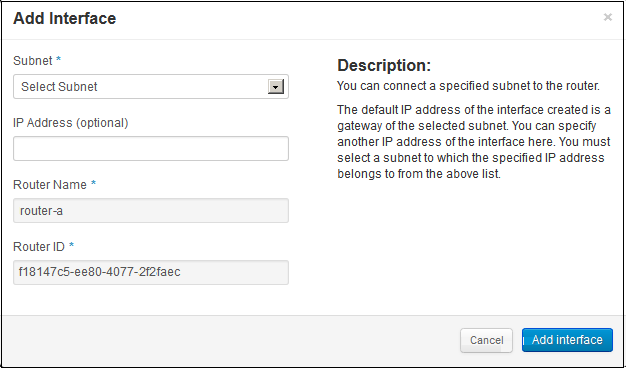 Add Interface
×
Subnet *
Select Subnet
IP Address (optional)
Router Name *
router-a
Router ID *
f18147c5-ee80-4077-2f2faec
Description:
You can connect a specified subnet to the router.
The default IP address of the interface created is a
gateway of the selected subnet. You can specify
another IP address of the interface here. You must
select a subnet to which the specified IP address
belongs to from the above list.
Cancel
Add interface